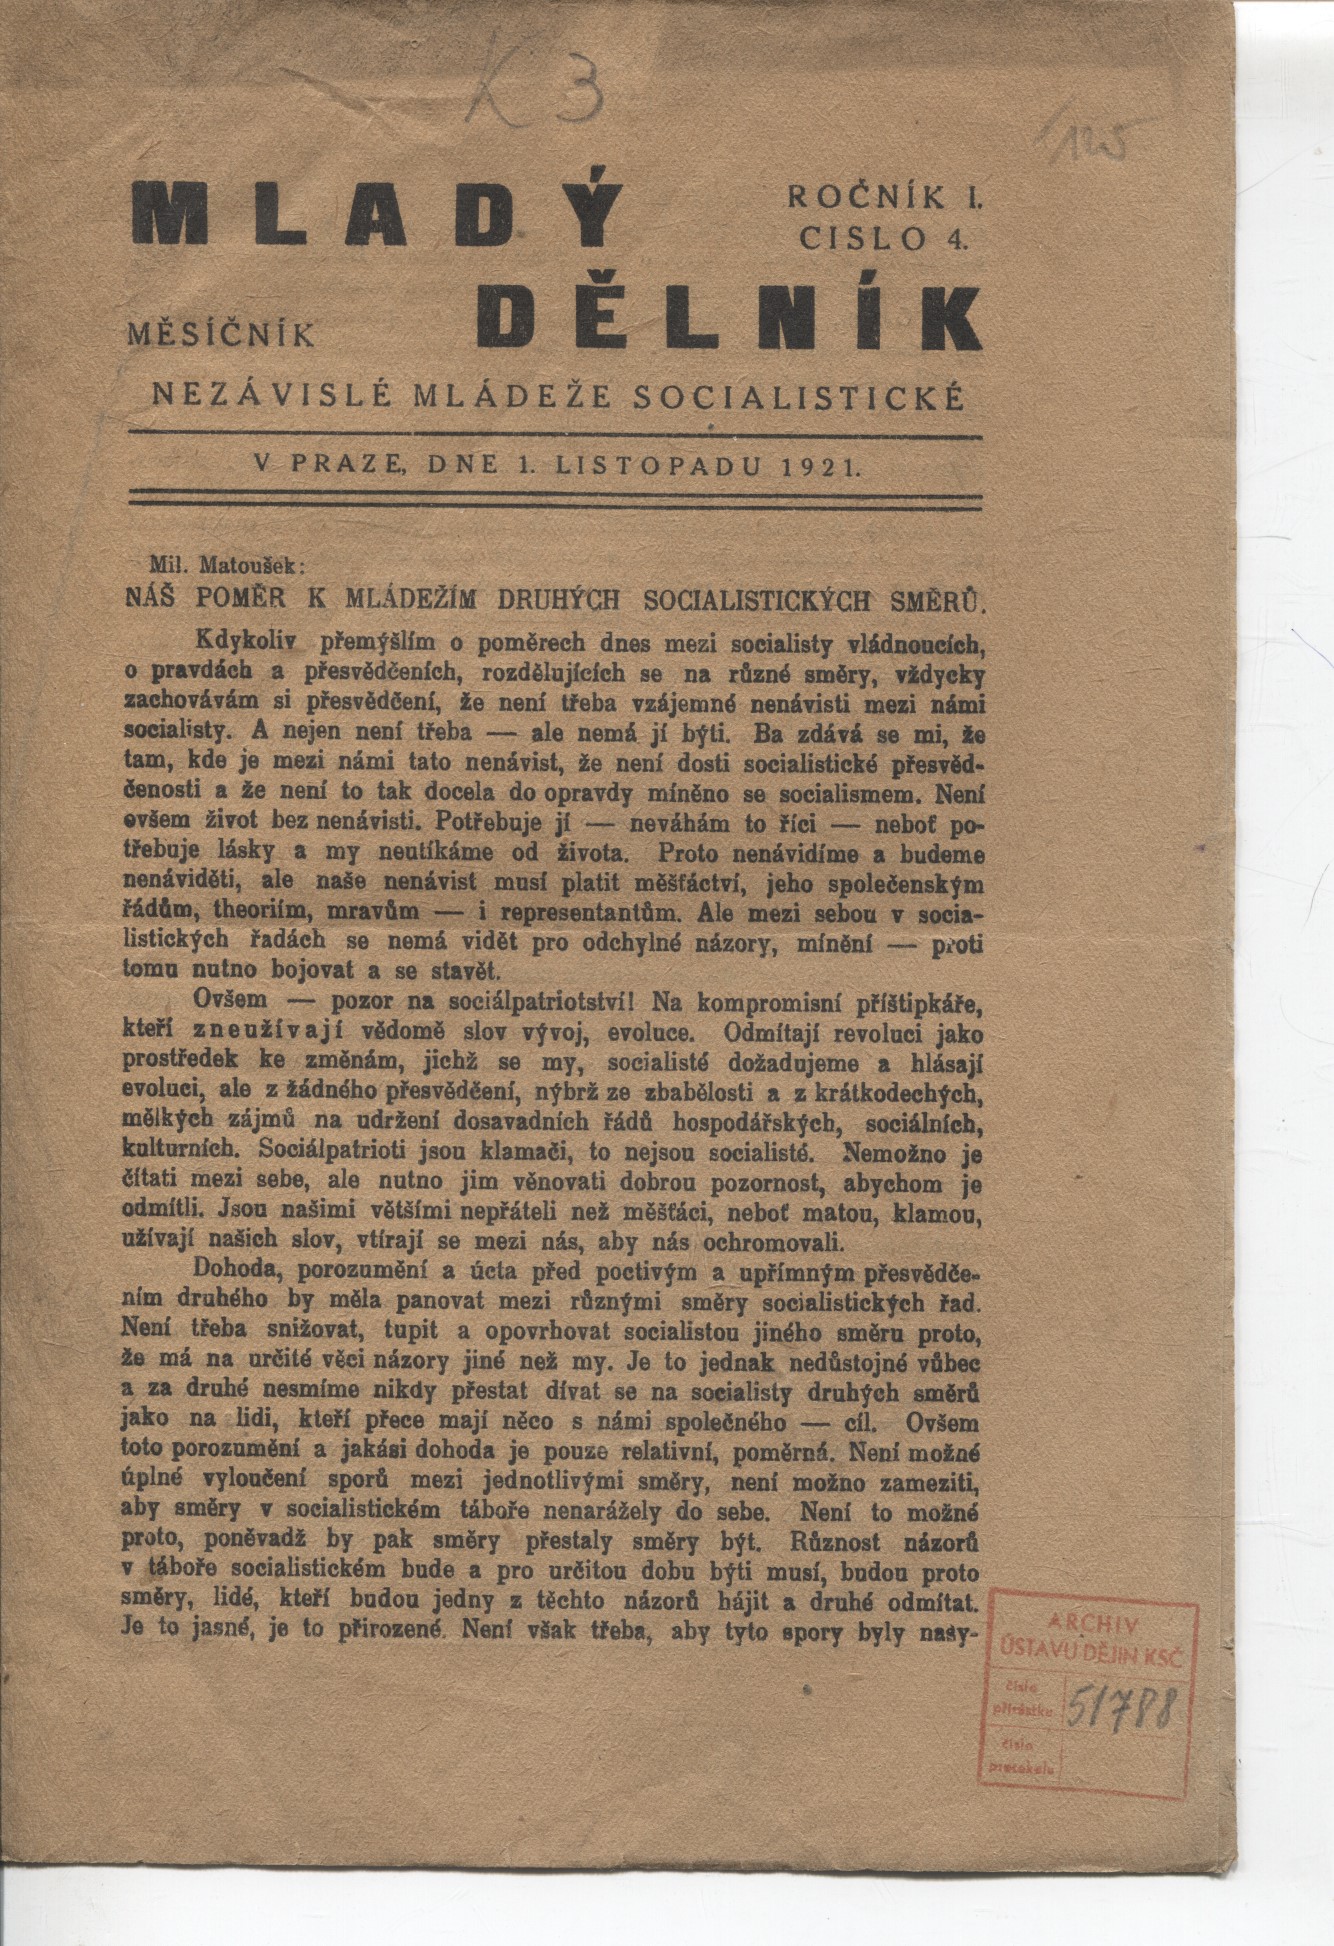 K 3
125
MLADÝ
ROČNÍK I.
CISLO 4.
DĚLNÍK
MĚSÍČNÍK
NEZÁVISLÉ MLÁDEŽE SOCIALISTICKÉ
V PRAZE, DNE 1. LISTOPADU 1921.
Mil. Matoušek:
NÁŠ POMĚR K MLÁDEŽÍM DRUHÝCH SOCIALISTICKÝCH SMĚRŮ.
Kdykoliv přemýšlím o poměrech dnes mezi socialisty vládnoucích,
o pravdách a přesvědčeních, rozdělujících se na různé směry, vždycky
zachovávám si přesvědčení, že není třeba vzájemné nenávisti mezi námi
socialisty. A nejen není třeba — ale nemá jí býti. Ba zdává se mi, že
tam, kde je mezi námi tato nenávist, že není dosti socialistické přesvěd-
čenosti a že není to tak docela do opravdy míněno se socialismem. Není
ovšem život bez nenávisti. Potřebuje jí — neváhám to říci — neboť po-
třebuje lásky a my neutíkáme od života. Proto nenávidíme a budeme
nenáviděti, ale naše nenávist musí platit měšťáctví, jeho společenským
řádům, theoriím, mravům — i representantům. Ale mezi sebou v socia-
listických řadách se nemá vidět pro odchylné názory, mínění — proti
tomu nutno bojovat a se stavět.
Ovšem — pozor na sociálpatriotství! Na kompromisní příštipkáře,
kteří zneužívají vědomě slov vývoj, evoluce. Odmítají revoluci jako
prostředek ke změnám, jichž se my, socialisté dožadujeme a hlásají
evoluci, ale z žádného přesvědčení, nýbrž ze zbabělosti a z krátkodechých,
mělkých zájmů na udržení dosavadních řádů hospodářských, sociálních,
kulturních. Sociálpatrioti jsou klamači, to nejsou socialisté. Nemožno je
čítati mezi sebe, ale nutno jim věnovati dobrou pozornost, abychom je
odmítli. Jsou našimi většími nepřáteli než měšťáci, neboť matou, klamou,
užívají našich slov, vtírají se mezi nás, aby nás ochromovali.
Dohoda, porozumění a úcta před poctivým a upřímným přesvědče-
ním druhého by měla panovat mezi různými směry socialistických řad.
Není třeba snižovat, tupit a opovrhovat socialistou jiného směru proto,
že má na určité věci názory jiné než my. Je to jednak nedůstojné vůbec
a za druhé nesmíme nikdy přestat dívat se na socialisty druhých směrů
jako na lidi, kteří přece mají něco s námi společného — cíl. Ovšem
toto porozumění a jakási dohoda je pouze relativní, poměrná. Není možné
úplné vyloučení sporů mezi jednotlivými směry, není možno zameziti,
aby směry v socialistickém táboře nenarážely do sebe. Není to možné
proto, poněvadž by pak směry přestaly směry být. Různost názorů
v táboře socialistickém bude a pro určitou dobu býti musí, budou proto
směry, lidé, kteří budou jedny z těchto názorů hájit a druhé odmítat.
Je to jasné, je to přirozené. Není však třeba, aby tyto spory byly nasy-
ARCHIV
ÚSTAVU DĚJIN KSČ
číslo
přírůstku 51788
číslo
protokolu